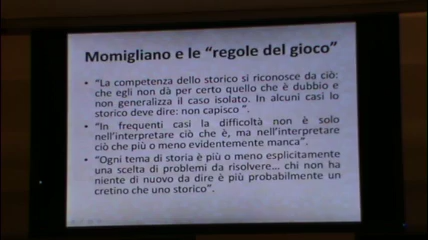 Momigliano e le “regole del gioco”
• “La competenza dello storico si riconosce da ciò:
che egli non dà per certo quello che è dubbio e
non generalizza il caso isolato. In alcuni casi lo
storico deve dire: non capisco ”.
• “In frequenti casi la difficoltà non è solo
nell’interpretare ciò che è, ma nell’interpretare
ciò che più o meno evidentemente manca”.
• “Ogni tema di storia è più o meno esplicitamente
una scelta di problemi da risolvere... chi non ha
niente di nuovo da dire è più probabilmente un
cretino che uno storico”.